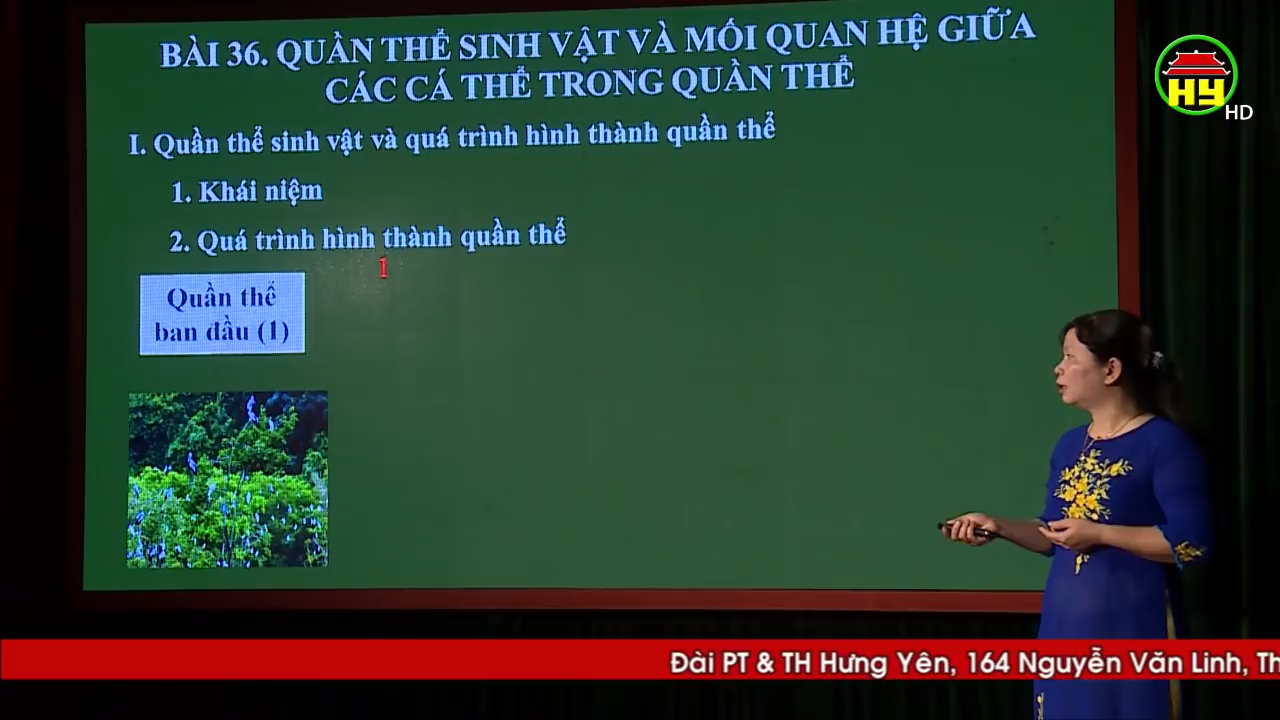 BÀI 36. QUẦN THỂ SINH VẬT VÀ MỐI QUAN HỆ GIỮA
CÁC CÁ THỂ TRONG QUẦN THỂ
I. Quần thể sinh vật và quá trình hình thành quần thể
1. Khái niệm
2. Quá trình hình thành quần thể
1
Quần thể
ban đầu (1)
HY
HD
Đài PT & TH Hưng Yên, 164 Nguyễn Văn Linh, Th